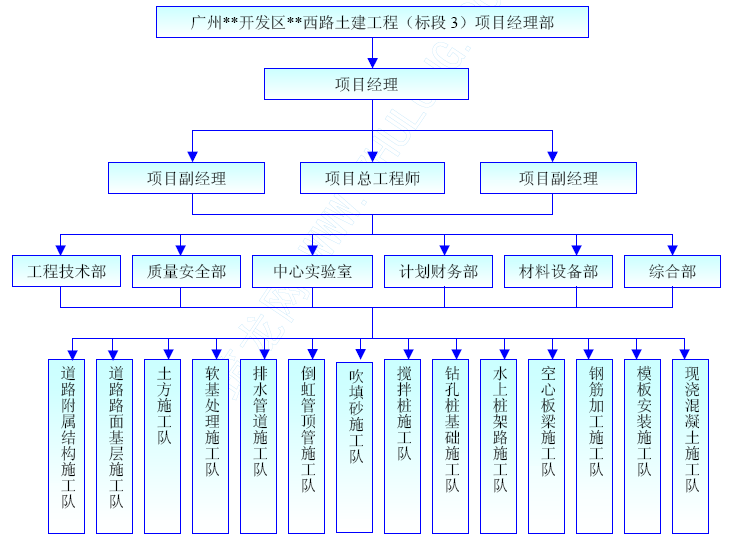 广州**开发区**西路土建工程（标段 3）项目经理部
项目经理
项目副经理
项目总工程师
项目副经理
工程技术部
质量安全部
中心实验室
计划财务部
材料设备部
综合部
道路附属结构施工队
道路路面基层施工队
土方施工队
软基处理施工队
排水管道施工队
倒虹管顶管施工队
吹填砂施工队
搅拌桩施工队
钻孔桩基础施工队
水上桩架路施工队
空心板梁施工队
钢筋加工施工队
模板安装施工队
现浇混凝土施工队